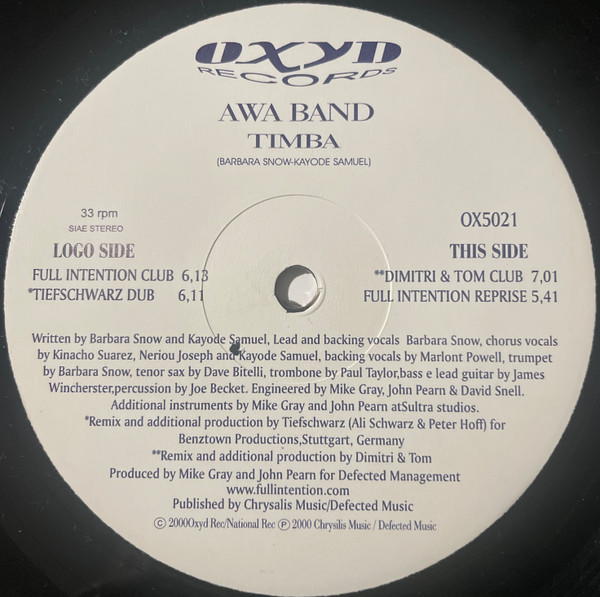 OXYD
RECORDS
AWA BAND
TIMBA
(BARBARA SNOW-KAYODE SAMUEL)
33 rpm
SIAE STEREO
OX5021
LOGO SIDE
FULL INTENTION CLUB 6,13
*TIEFSCHWARZ DUB 6,11
THIS SIDE
**DIMITRI & TOM CLUB 7,01
FULL INTENTION REPRISE 5,41
Written by Barbara Snow and Kayode Samuel, Lead and backing vocals Barbara Snow, chorus vocals
by Kinacho Suarez, Neriou Joseph and Kayode Samuel, backing vocals by Marlont Powell, trumpet
by Barbara Snow, tenor sax by Dave Bitelli, trombone by Paul Taylor,bass e lead guitar by James
Wincherster,percussion by Joe Becket. Engineered by Mike Gray, John Pearn & David Snell.
Additional instruments by Mike Gray and John Pearn atSultra studios.
*Remix and additional production by Tiefschwarz (Ali Schwarz & Peter Hoff) for
Benztown Productions,Stuttgart, Germany
**Remix and additional production by Dimitri & Tom
Produced by Mike Gray and John Pearn for Defected Management
www.fullintention.com
Published by Chrysalis Music/Defected Music
© 2000Oxyd Rec/National Rec ℗ 2000 Chrysilis Music / Defected Music